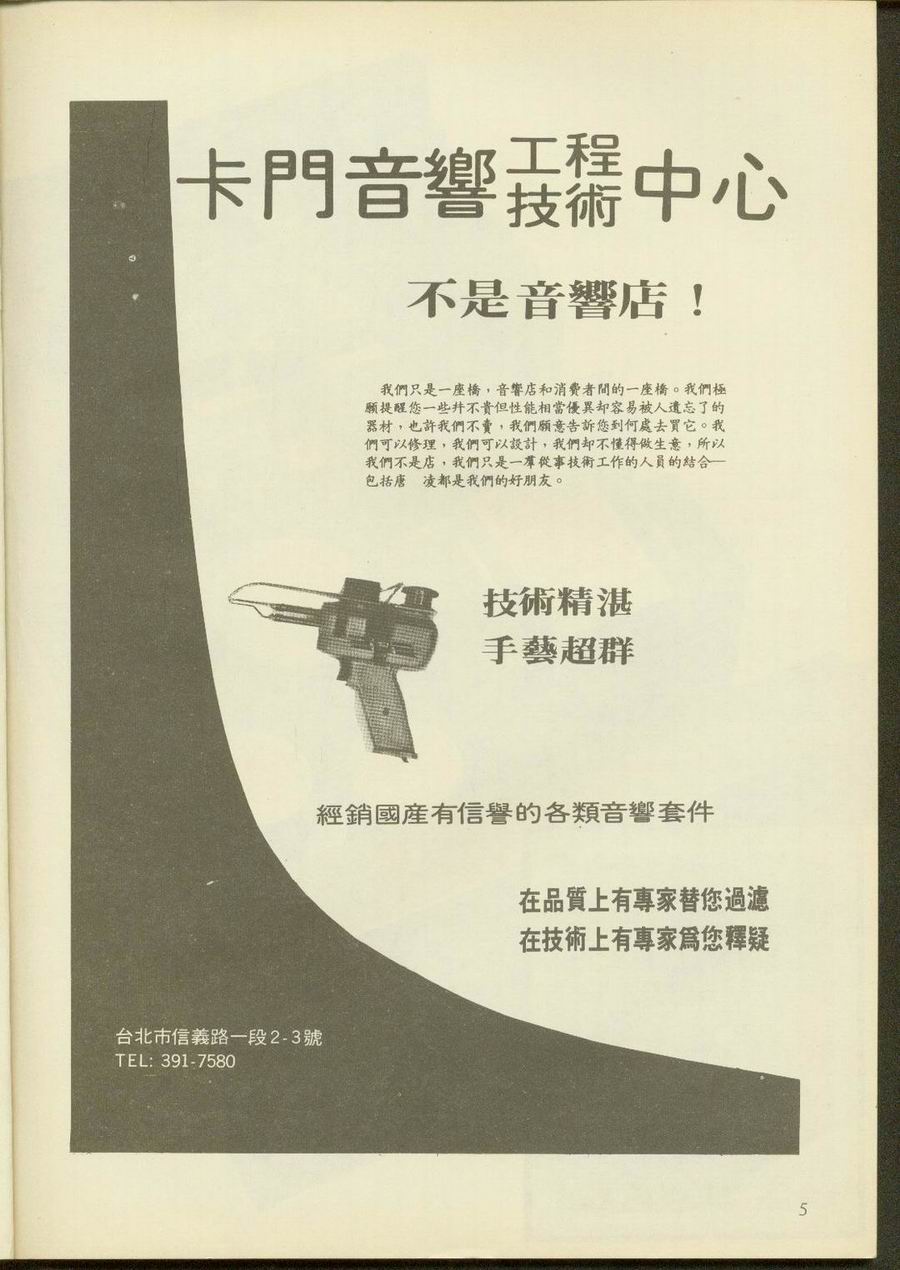 卡門音響工程技術中心
不是音響店！
我們只是一座橋，音響店和消費者間的一座橋。我們極
願提醒您一些幷不貴但性能相當優異却容易被人遺忘了的
器材，也許我們不賣，我們願意告訴您到何處去買它。我
們可以修理，我們可以設計，我們却不懂得做生意，所以
我們不是店，我們只是一羣從事技術工作的人員的結合—
包括唐　凌都是我們的好朋友。
技術精湛
手藝超群
經銷國產有信譽的各類音響套件
在品質上有專家替您過濾
在技術上有專家爲您釋疑
台北市信義路一段2-3號
TEL: 391-7580
5